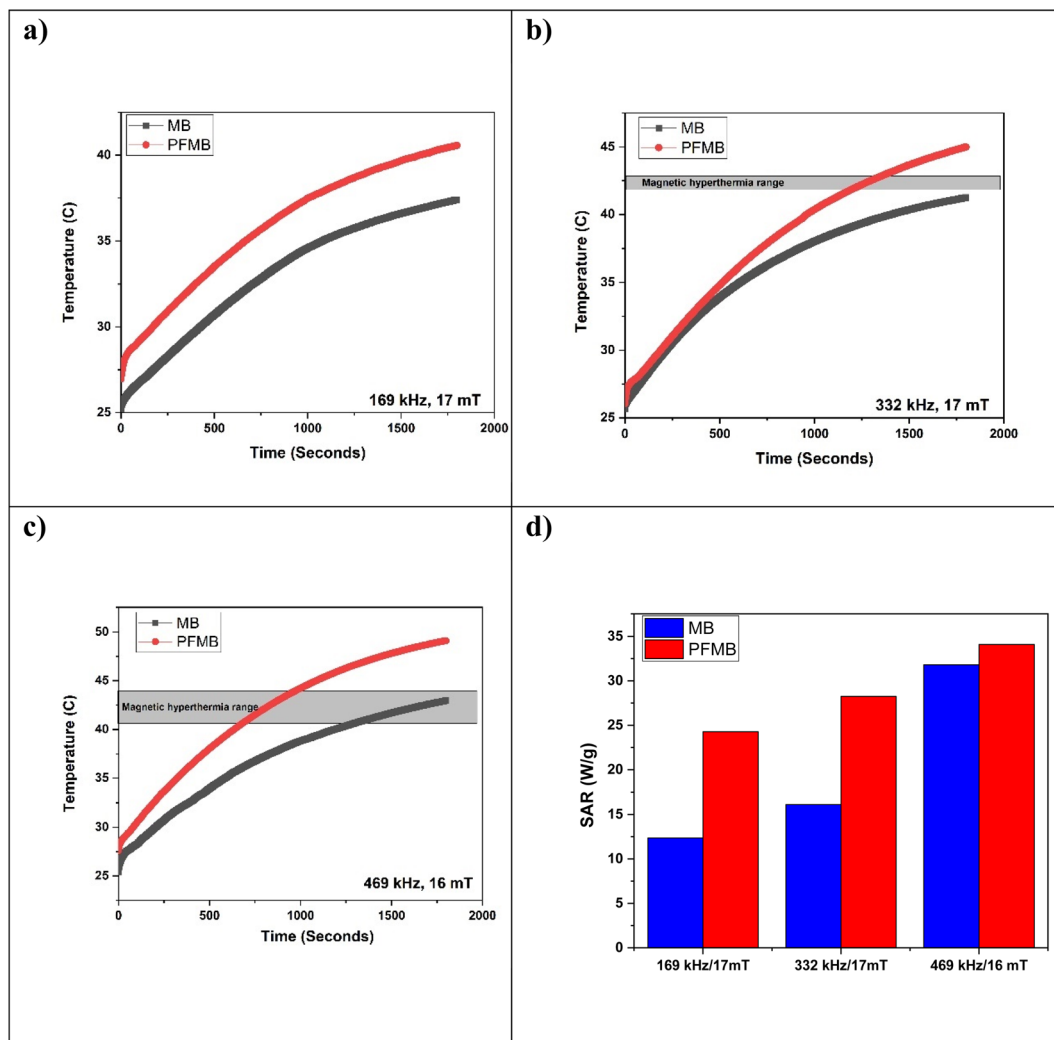 a)
MB
PFMB
40
35
30
25
0
500
1000
1500
2000
Temperature (C)
Time (Seconds)
169 kHz, 17 mT
b)
MB
PFMB
Magnetic hyperthermia range
45
40
35
30
25
0
500
1000
1500
2000
Temperature (C)
Time (Seconds)
332 kHz, 17 mT
c)
MB
PFMB
Magnetic hyperthermia range
50
45
40
35
30
25
0
500
1000
1500
2000
Temperature (C)
Time (Seconds)
469 kHz, 16 mT
d)
MB
PFMB
35
30
25
20
15
10
5
0
SAR (W/g)
169 kHz/17mT
332 kHz/17mT
469 kHz/16 mT